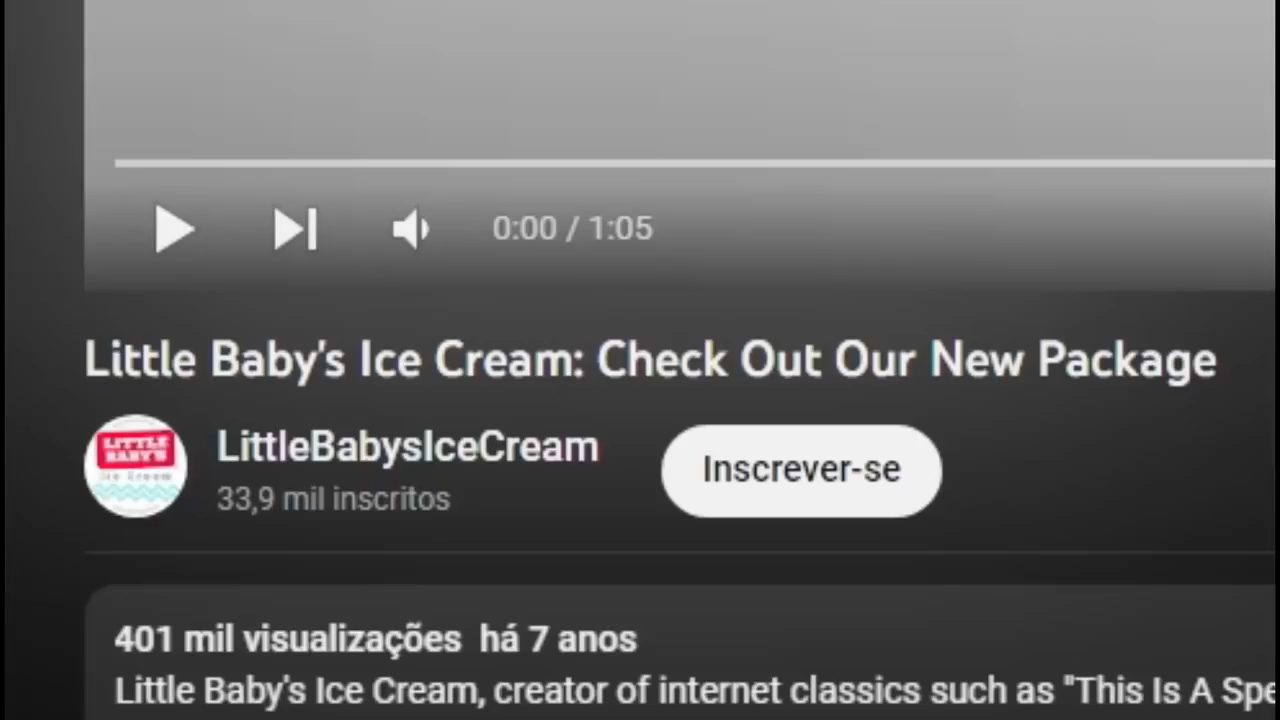 0:00 / 1:05
Little Baby's Ice Cream: Check Out Our New Package
LITTLE
BABY'S
Ice Cream
LittleBabysIceCream
Inscrever-se
33,9 mil inscritos
401 mil visualizações há 7 anos
Little Baby's Ice Cream, creator of internet classics such as "This Is A Spe